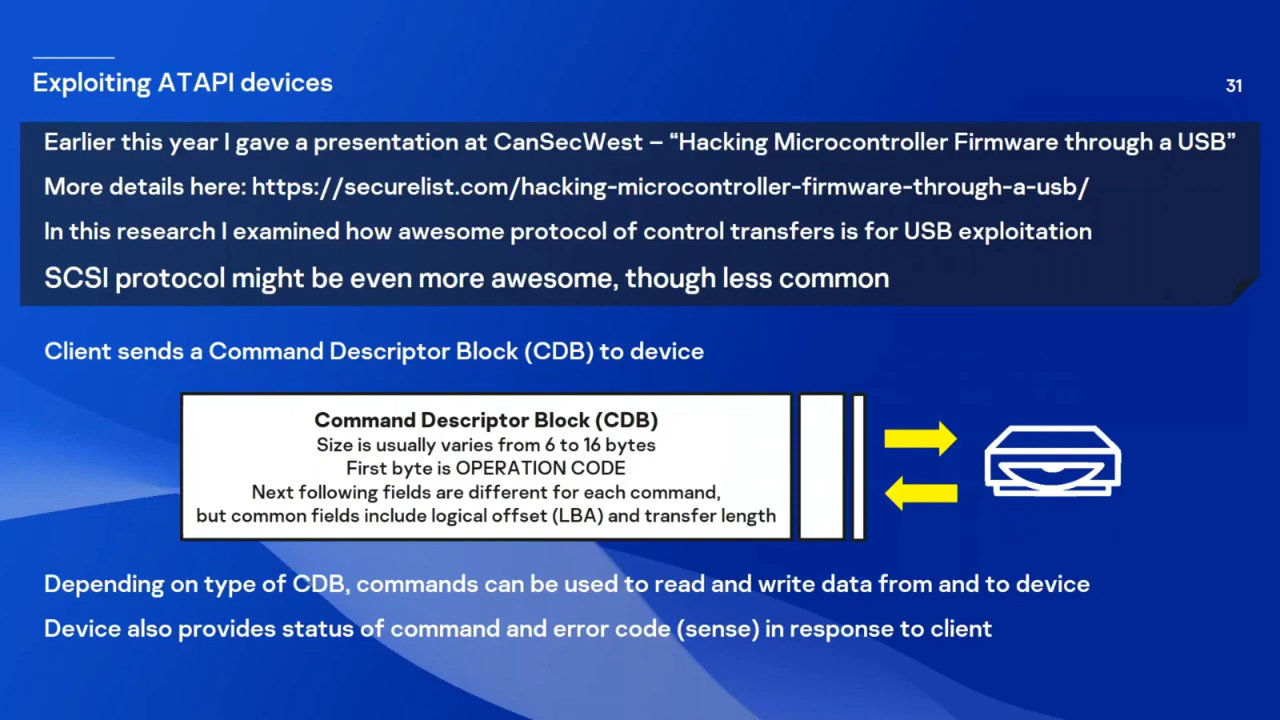 Exploiting ATAPI devices
31
Earlier this year I gave a presentation at CanSecWest – “Hacking Microcontroller Firmware through a USB”
More details here: https://securelist.com/hacking-microcontroller-firmware-through-a-usb/
In this research I examined how awesome protocol of control transfers is for USB exploitation
SCSI protocol might be even more awesome, though less common
Client sends a Command Descriptor Block (CDB) to device
Command Descriptor Block (CDB)
Size is usually varies from 6 to 16 bytes
First byte is OPERATION CODE
Next following fields are different for each command,
but common fields include logical offset (LBA) and transfer length
Depending on type of CDB, commands can be used to read and write data from and to device
Device also provides status of command and error code (sense) in response to client